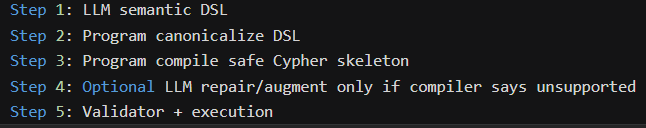 Step 1: LLM semantic DSL
Step 2: Program canonicalize DSL
Step 3: Program compile safe Cypher skeleton
Step 4: Optional LLM repair/augment only if compiler says unsupported
Step 5: Validator + execution